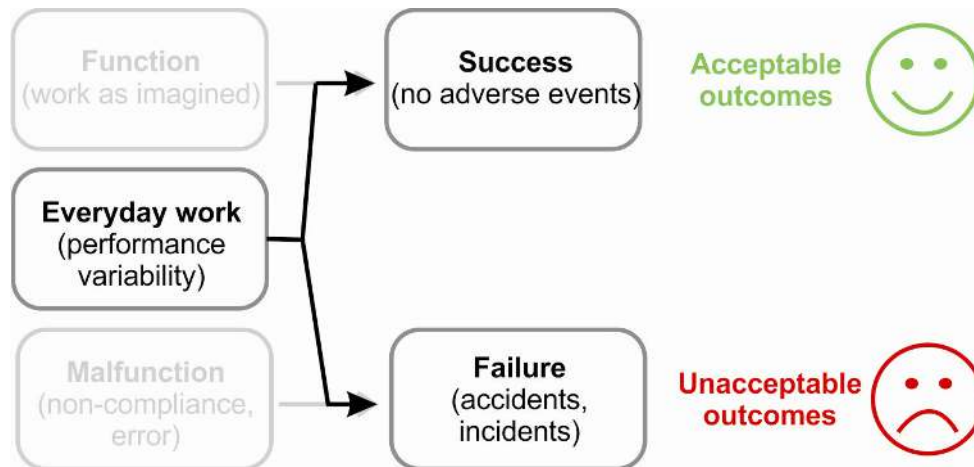 Function
(work as imagined)
Success
(no adverse events)
Acceptable
outcomes
Everyday work
(performance
variability)
Malfunction
(non-compliance,
error)
Failure
(accidents,
incidents)
Unacceptable
outcomes